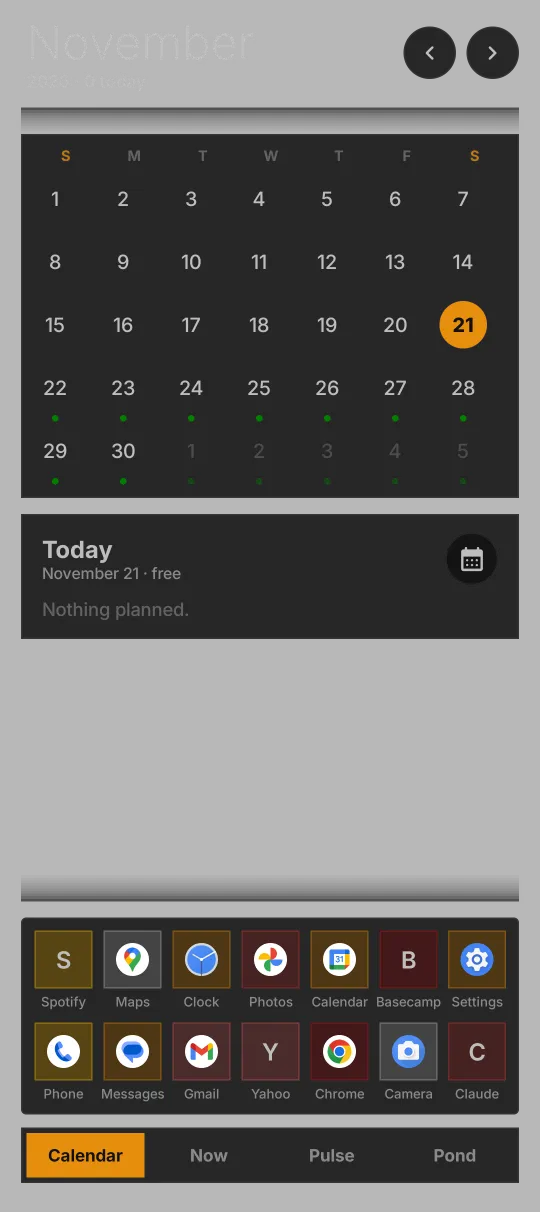 November
S M T W T F S
1 2 3 4 5 6 7
8 9 10 11 12 13 14
15 16 17 18 19 20 21
22 23 24 25 26 27 28
29 30 1 2 3 4 5
Today
November 21 · free
Nothing planned.
S 31 B
Spotify Maps Clock Photos Calendar Basecamp Settings
Y C
Phone Messages Gmail Yahoo Chrome Camera Claude
Calendar Now Pulse Pond